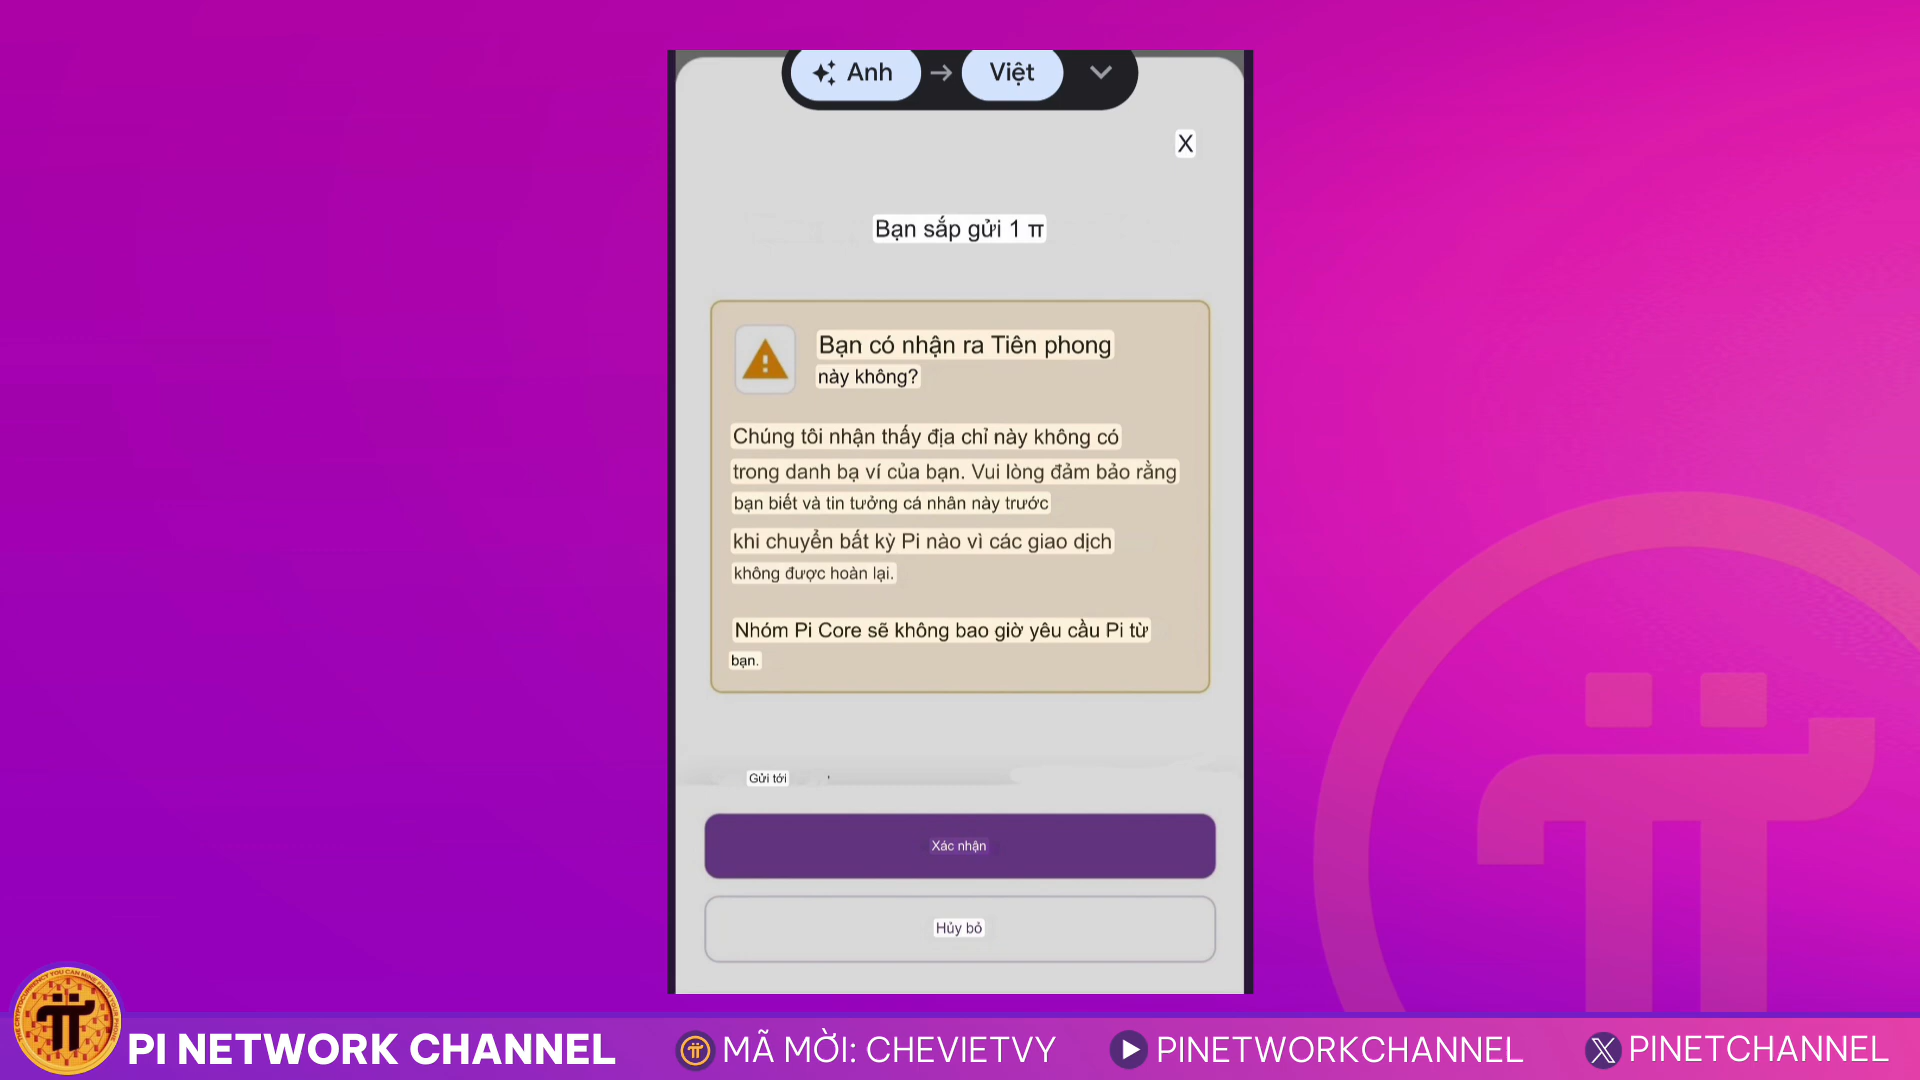 Anh → Việt
X
Bạn sắp gửi 1 π
Bạn có nhận ra Tiên phong
này không?
Chúng tôi nhận thấy địa chỉ này không có
trong danh bạ ví của bạn. Vui lòng đảm bảo rằng
bạn biết và tin tưởng cá nhân này trước
khi chuyển bất kỳ Pi nào vì các giao dịch
không được hoàn lại.
Nhóm Pi Core sẽ không bao giờ yêu cầu Pi từ
bạn.
Gửi tới
Xác nhận
Hủy bỏ
PI NETWORK CHANNEL
MÃ MỜI: CHEVIETVY
PINETWORKCHANNEL
PINETCHANNEL